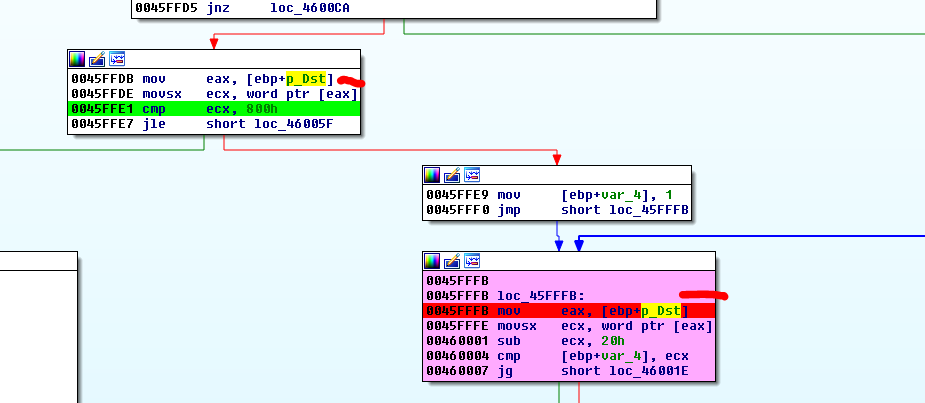 0045FFD5 jnz     loc_4600CA
0045FFDB mov     eax, [ebp+p_Dst]
0045FFDE movsx   ecx, word ptr [eax]
0045FFE1 cmp     ecx, 800h
0045FFE7 jle     short loc_46005F
0045FFE9 mov     [ebp+var_4], 1
0045FFF0 jmp     short loc_45FFFB
0045FFFB
0045FFFB loc_45FFFB:
0045FFFB mov     eax, [ebp+p_Dst]
0045FFFE movsx   ecx, word ptr [eax]
00460001 sub     ecx, 20h
00460004 cmp     [ebp+var_4], ecx
00460007 jg      short loc_46001E